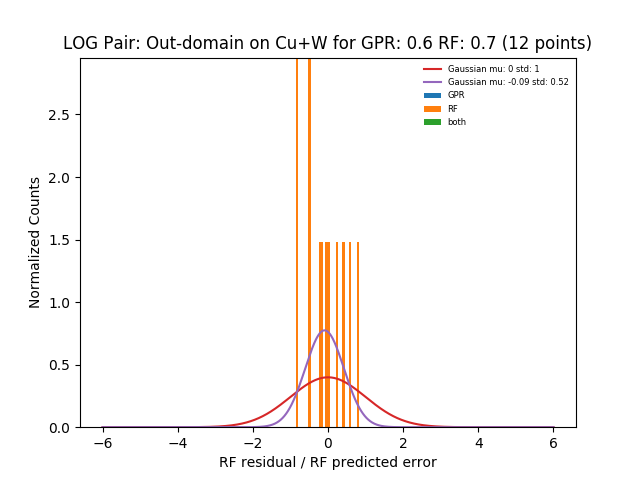 LOG Pair: Out-domain on Cu+W for GPR: 0.6 RF: 0.7 (12 points)
Gaussian mu: 0 std: 1
Gaussian mu: -0.09 std: 0.52
GPR
RF
both
Normalized Counts
2.5
2.0
1.5
1.0
0.5
0.0
−6
−4
−2
0
2
4
6
RF residual / RF predicted error